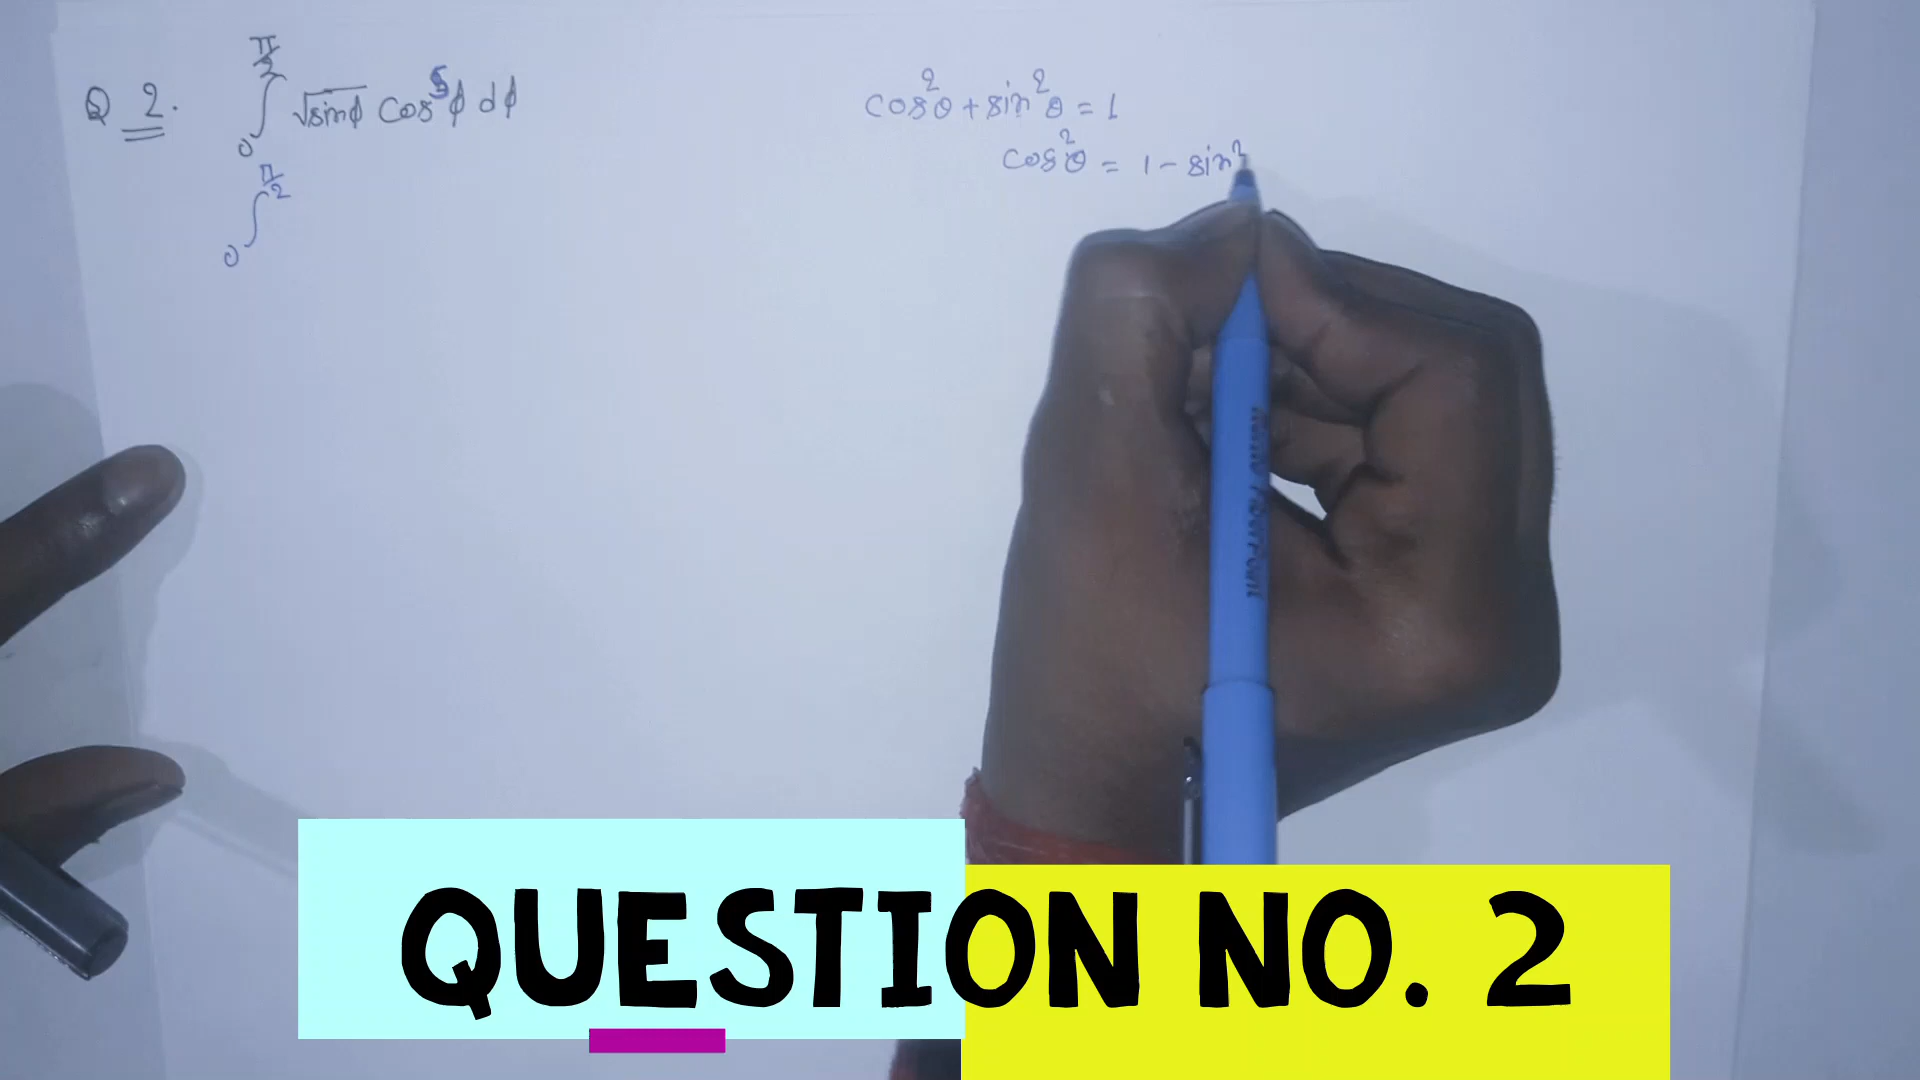 Q 2. ∫₀^(π/2) √sinϕ Cos⁵ϕ dϕ
∫₀^(π/2)
cos²θ + sin²θ = 1
cos²θ = 1 - sin²
QUESTION NO. 2